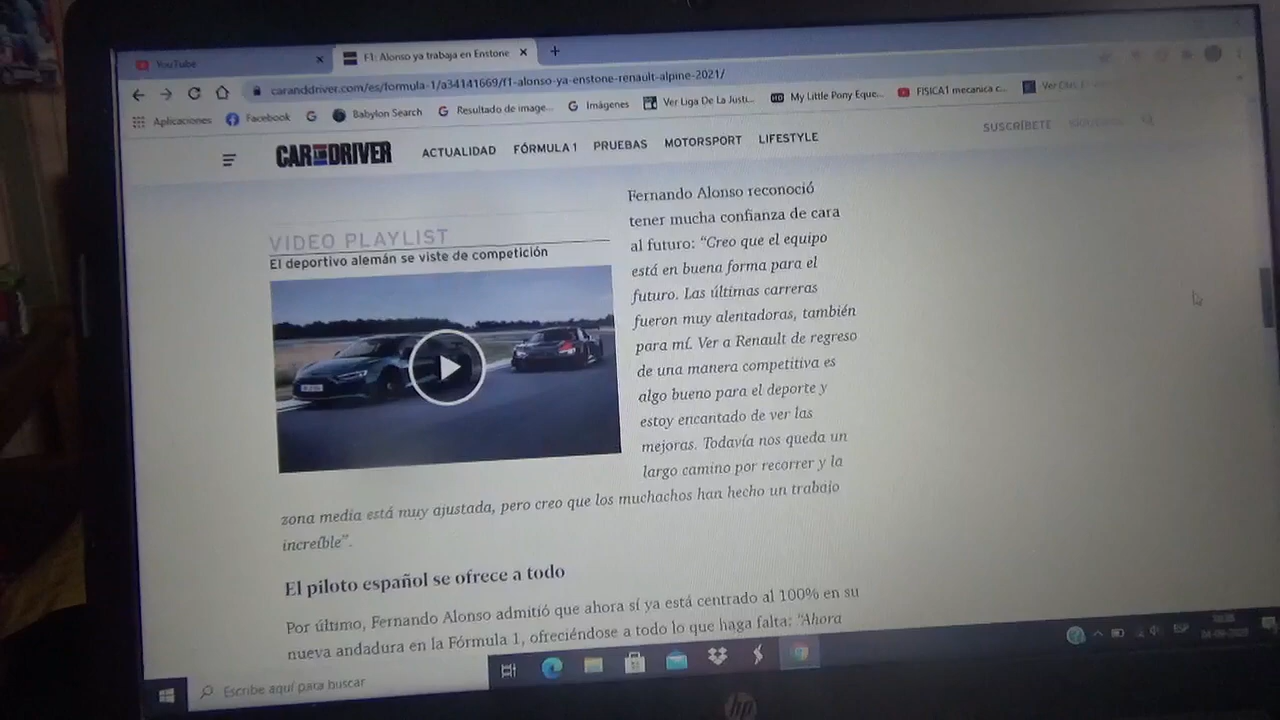 YouTube
F1: Alonso ya trabaja en Enstone
caranddriver.com/es/formula-1/a34141669/f1-alonso-ya-enstone-renault-alpine-2021/
Aplicaciones Facebook Babylon Search Resultado de image... Imágenes Ver Liga De La Justi... My Little Pony Eque... FISICA1 mecanica c...
CAR AND DRIVER ACTUALIDAD FÓRMULA 1 PRUEBAS MOTORSPORT LIFESTYLE SUSCRÍBETE
VIDEO PLAYLIST
El deportivo alemán se viste de competición
Fernando Alonso reconoció
tener mucha confianza de cara
al futuro: “Creo que el equipo
está en buena forma para el
futuro. Las últimas carreras
fueron muy alentadoras, también
para mí. Ver a Renault de regreso
de una manera competitiva es
algo bueno para el deporte y
estoy encantado de ver las
mejoras. Todavía nos queda un
largo camino por recorrer y la
zona media está muy ajustada, pero creo que los muchachos han hecho un trabajo
increíble”.
El piloto español se ofrece a todo
Por último, Fernando Alonso admitió que ahora sí ya está centrado al 100% en su
nueva andadura en la Fórmula 1, ofreciéndose a todo lo que haga falta: “Ahora
Escribe aquí para buscar
hp